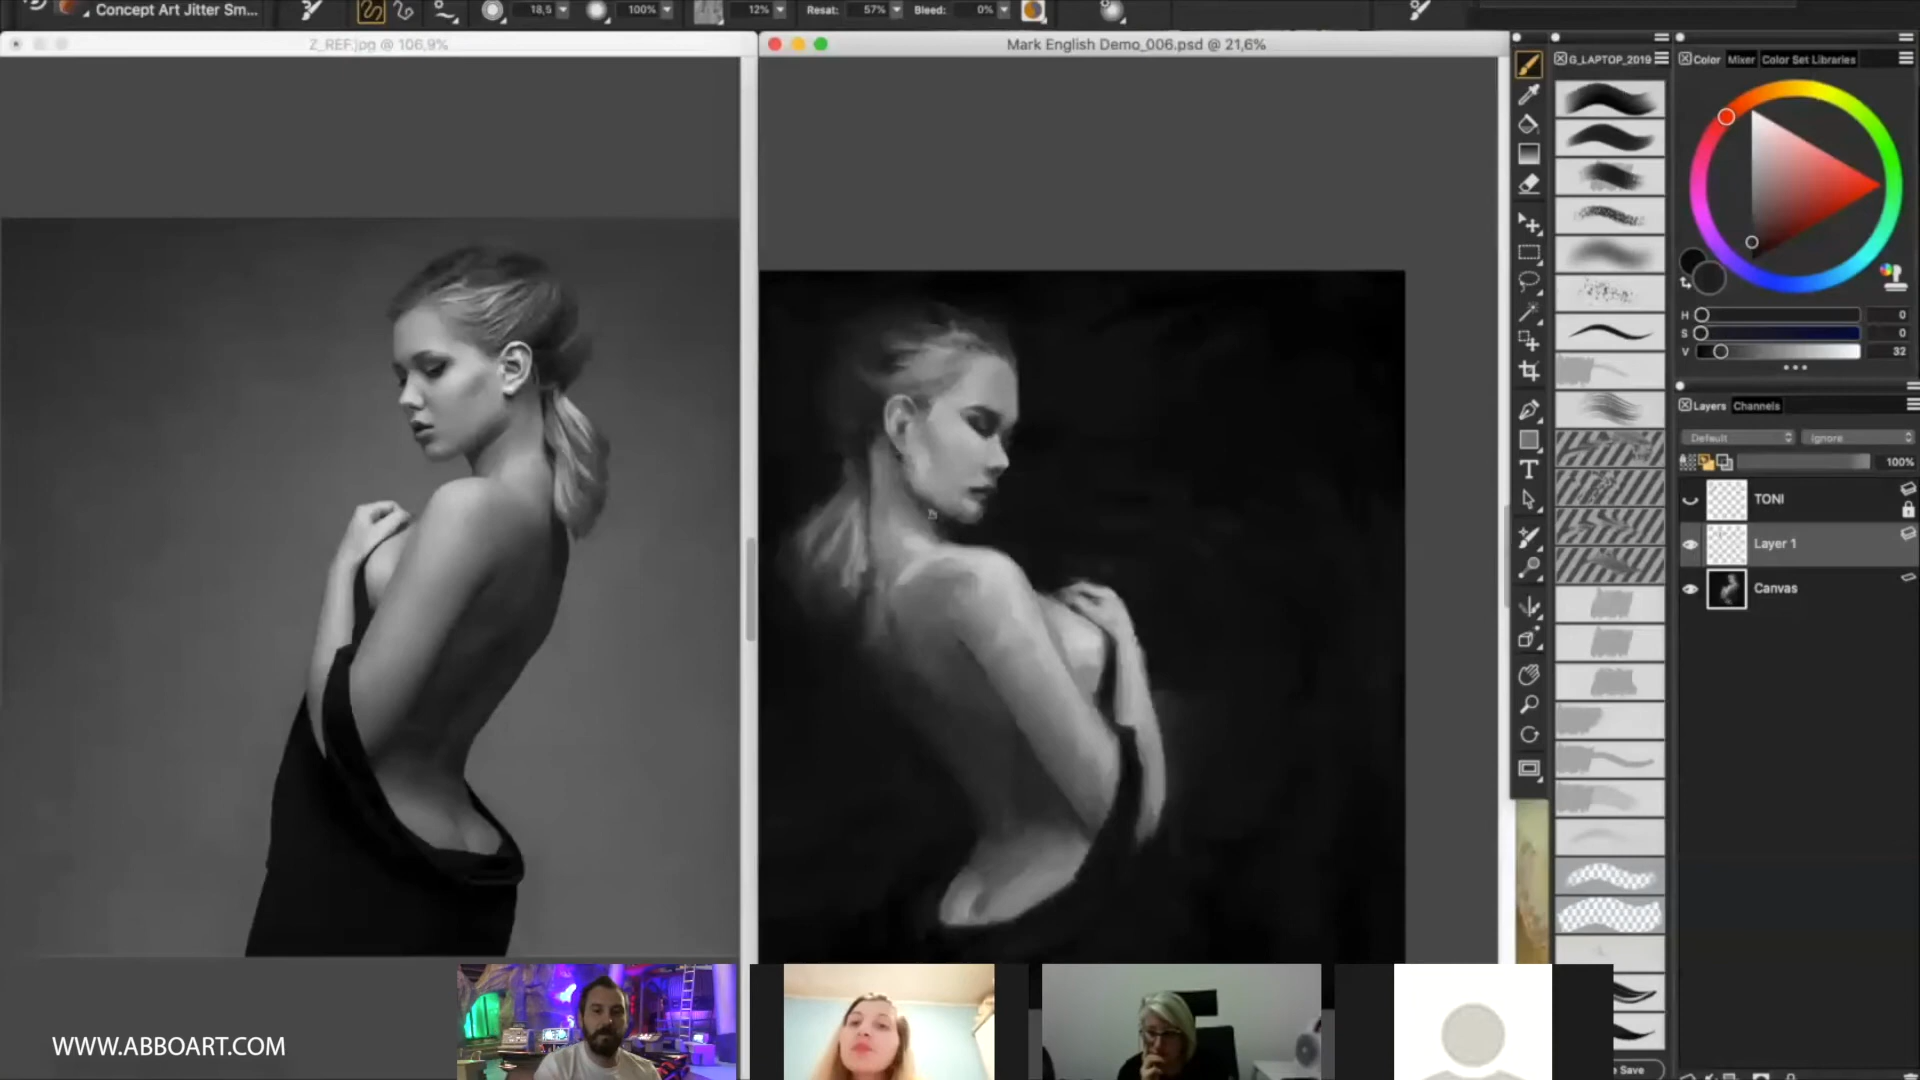 Concept Art Jitter Sm...
18,5
100%
12%
Resat:
57%
Bleed:
0%
Z_REF.jpg @ 106,9%
Mark English Demo_006.psd @ 21,6%
G_LAPTOP_2019
Color
Mixer
Color Set Libraries
H
0
S
0
V
32
Layers
Channels
Default
Ignore
100%
TONI
Layer 1
Canvas
T
Save
WWW.ABBOART.COM